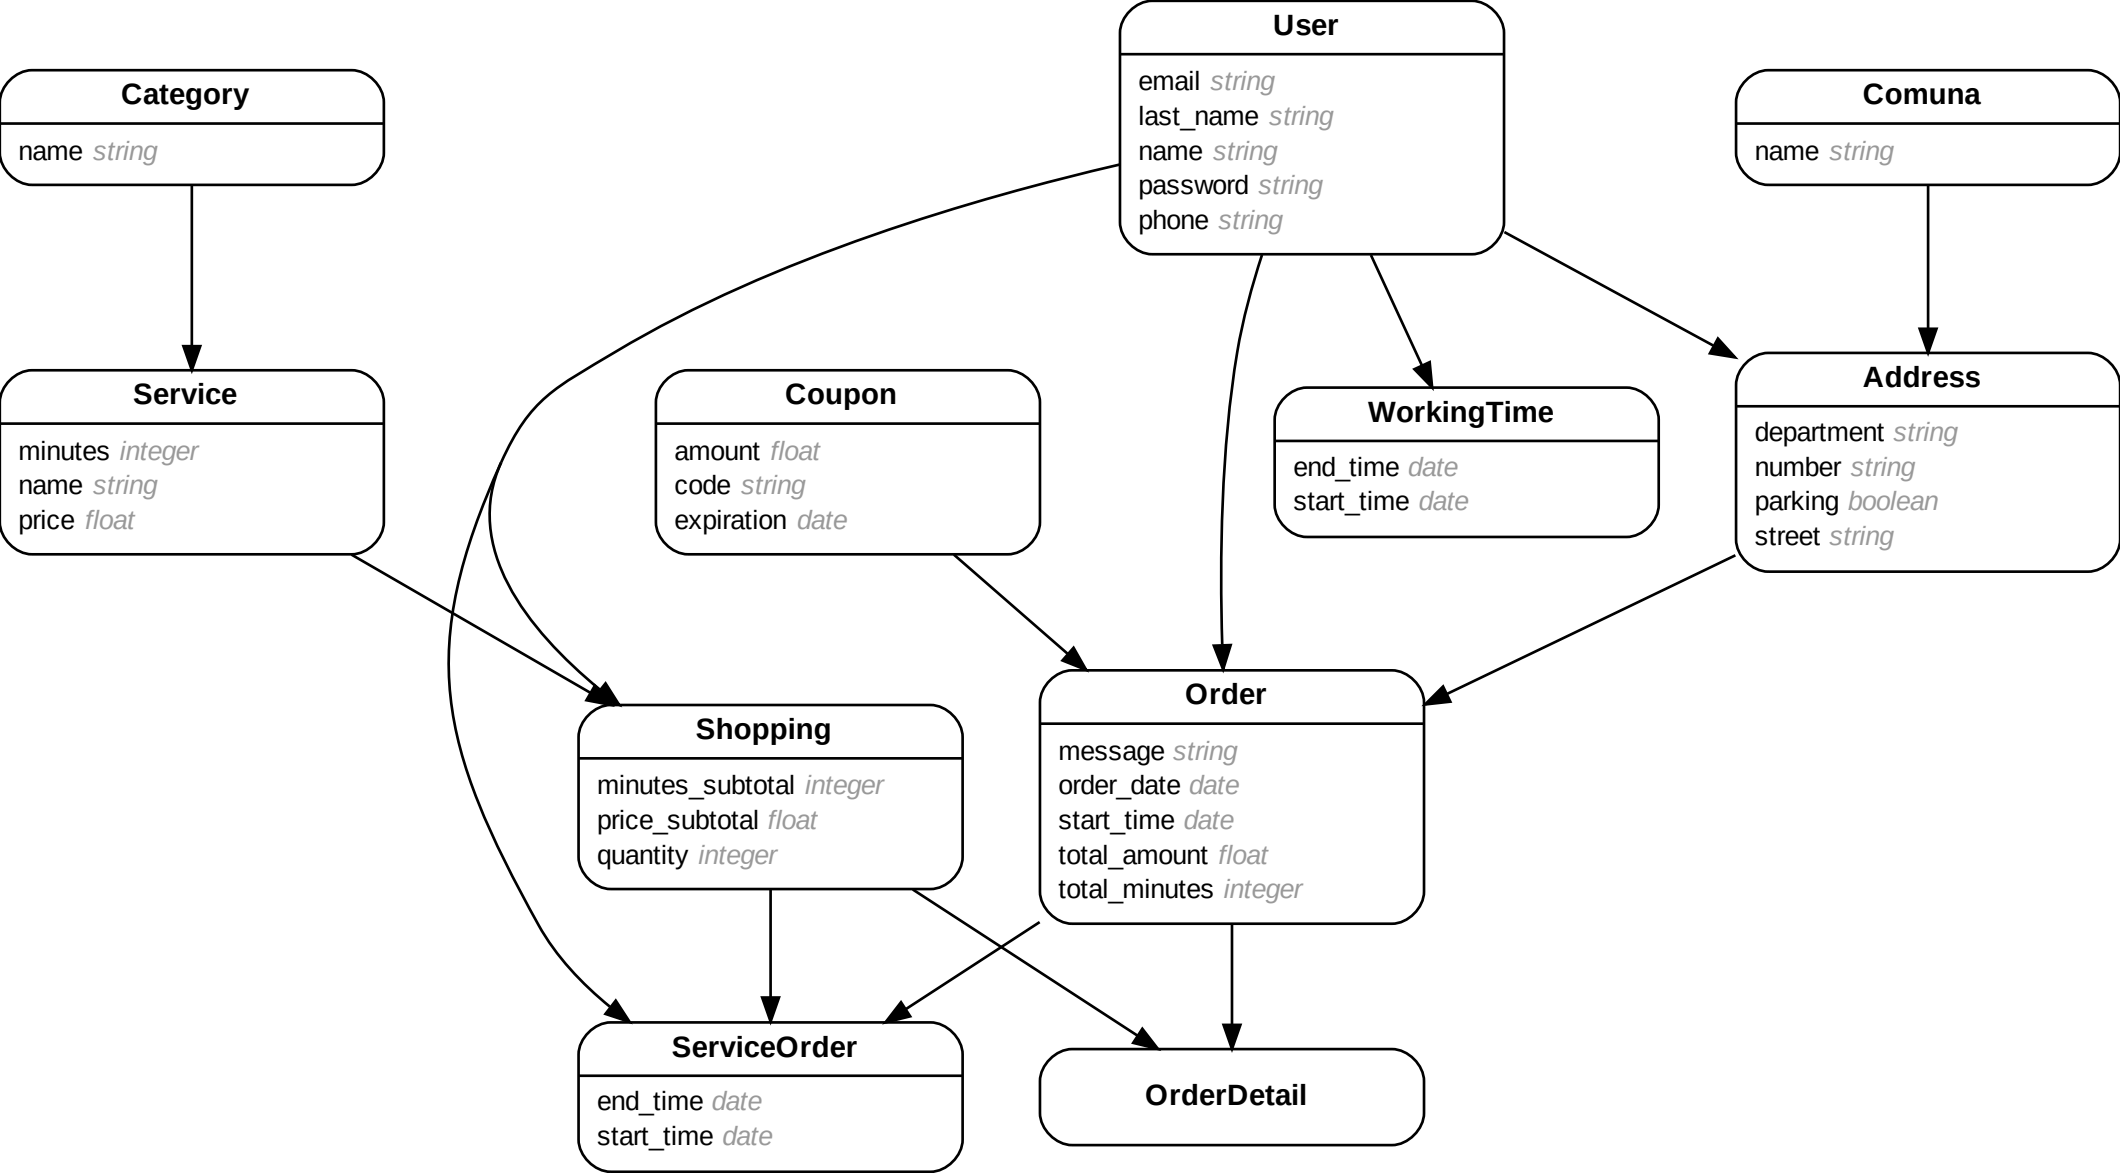 User
email string
last_name string
name string
password string
phone string
Category
name string
Comuna
name string
Service
minutes integer
name string
price float
Coupon
amount float
code string
expiration date
WorkingTime
end_time date
start_time date
Address
department string
number string
parking boolean
street string
Shopping
minutes_subtotal integer
price_subtotal float
quantity integer
Order
message string
order_date date
start_time date
total_amount float
total_minutes integer
ServiceOrder
end_time date
start_time date
OrderDetail